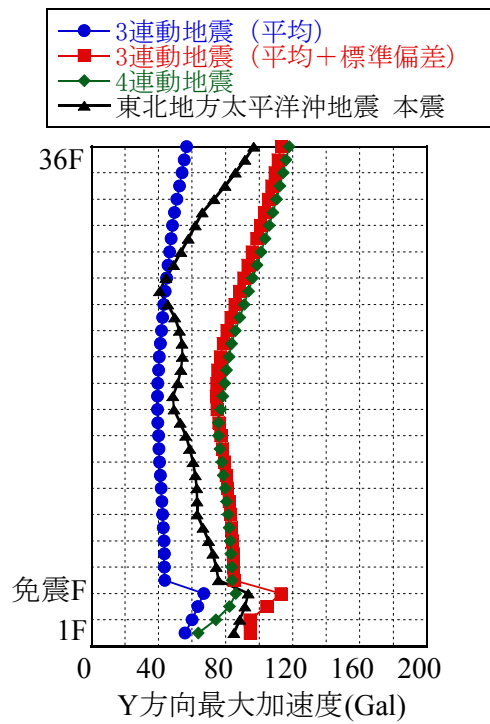 3連動地震（平均）
3連動地震（平均＋標準偏差）
4連動地震
東北地方太平洋沖地震 本震
36F
免震F
1F
0 40 80 120 160 200
Y方向最大加速度(Gal)